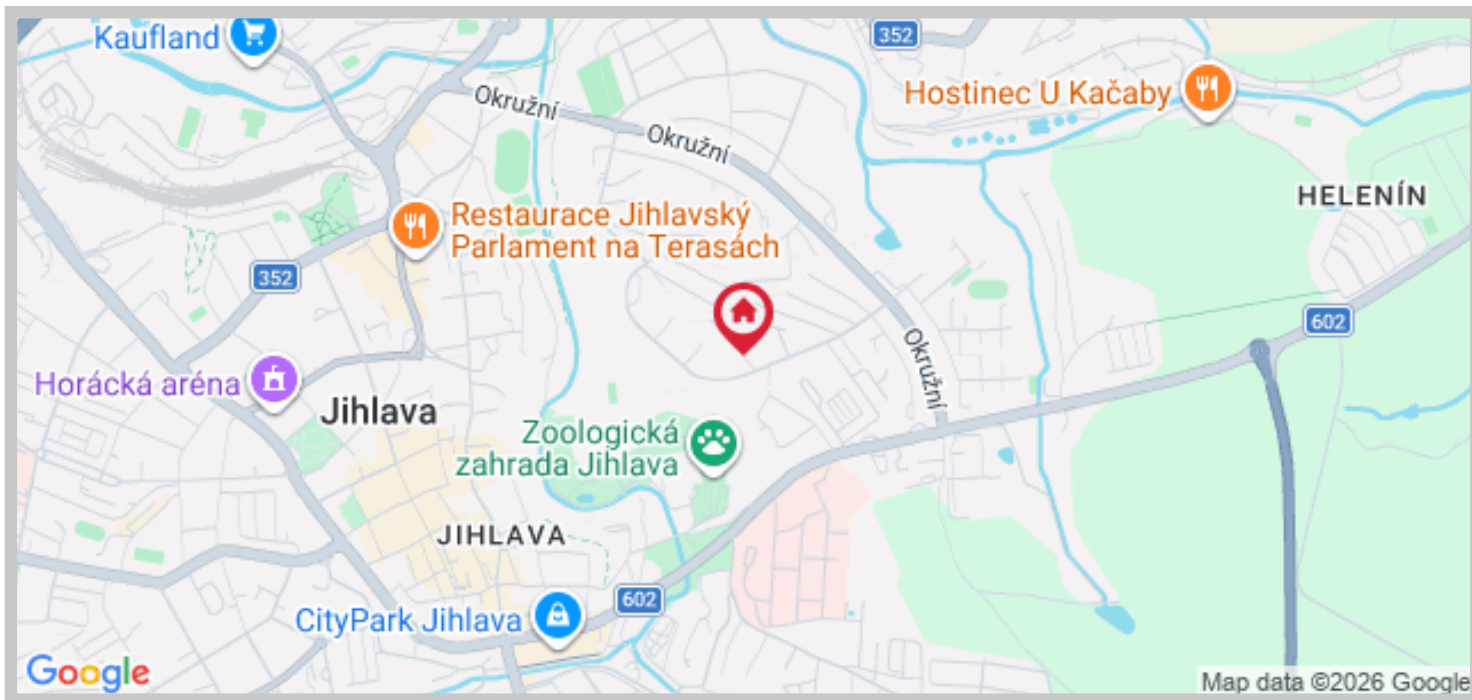 Kaufland
352
Okružní
Okružní
Hostinec U Kačaby
HELENÍN
Restaurace Jihlavský
Parlament na Terasách
352
602
Okružní
Horácká aréna
Jihlava
Zoologická
zahrada Jihlava
JIHLAVA
602
CityPark Jihlava
Google
Map data ©2026 Google